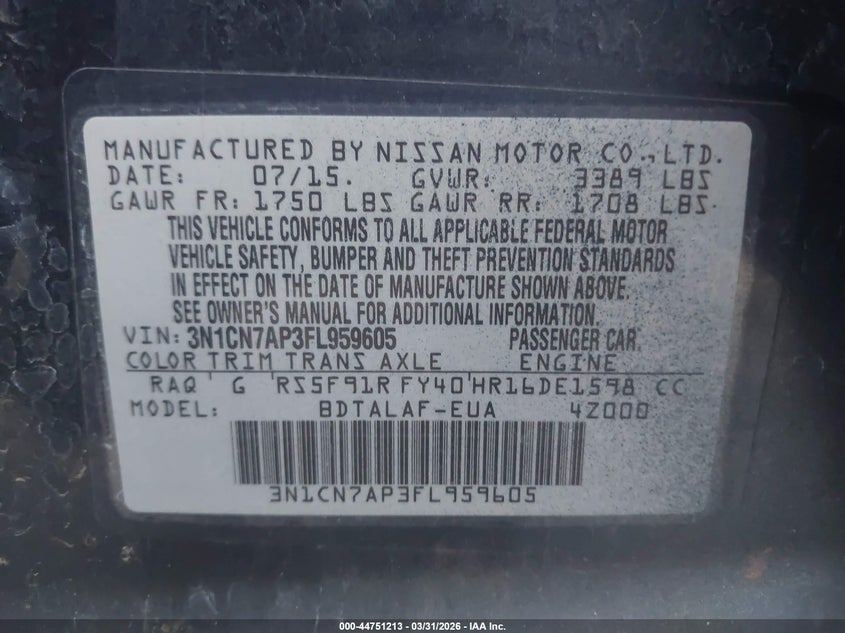 MANUFACTURED BY NISSAN MOTOR CO.,LTD.
DATE: 07/15. GVWR: 3389 LBS
GAWR FR: 1750 LBS GAWR RR: 1708 LBS.
THIS VEHICLE CONFORMS TO ALL APPLICABLE FEDERAL MOTOR
VEHICLE SAFETY, BUMPER AND THEFT PREVENTION STANDARDS
IN EFFECT ON THE DATE OF MANUFACTURE SHOWN ABOVE.
SEE OWNER'S MANUAL FOR ADDITIONAL INFORMATION.
VIN: 3N1CN7AP3FL959605 PASSENGER CAR
COLOR TRIM TRANS AXLE ENGINE
RAQ G RS5F91R FY40 HR16DE1598 CC
MODEL: BDTALAF-EUA 4Z000
3N1CN7AP3FL959605
000-44751213 - 03/31/2026 - IAA Inc.